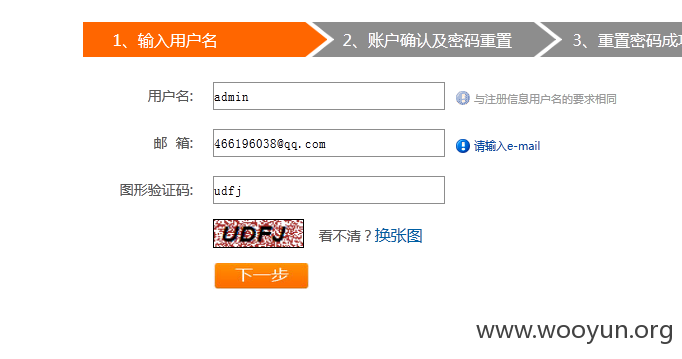 1、输入用户名 2、账户确认及密码重置 3、重置密码成功
用户名: admin 与注册信息用户名的要求相同
邮 箱: 466196038@qq.com 请输入e-mail
图形验证码: udfj
UDFJ 看不清？换张图
下一步
www.wooyun.org